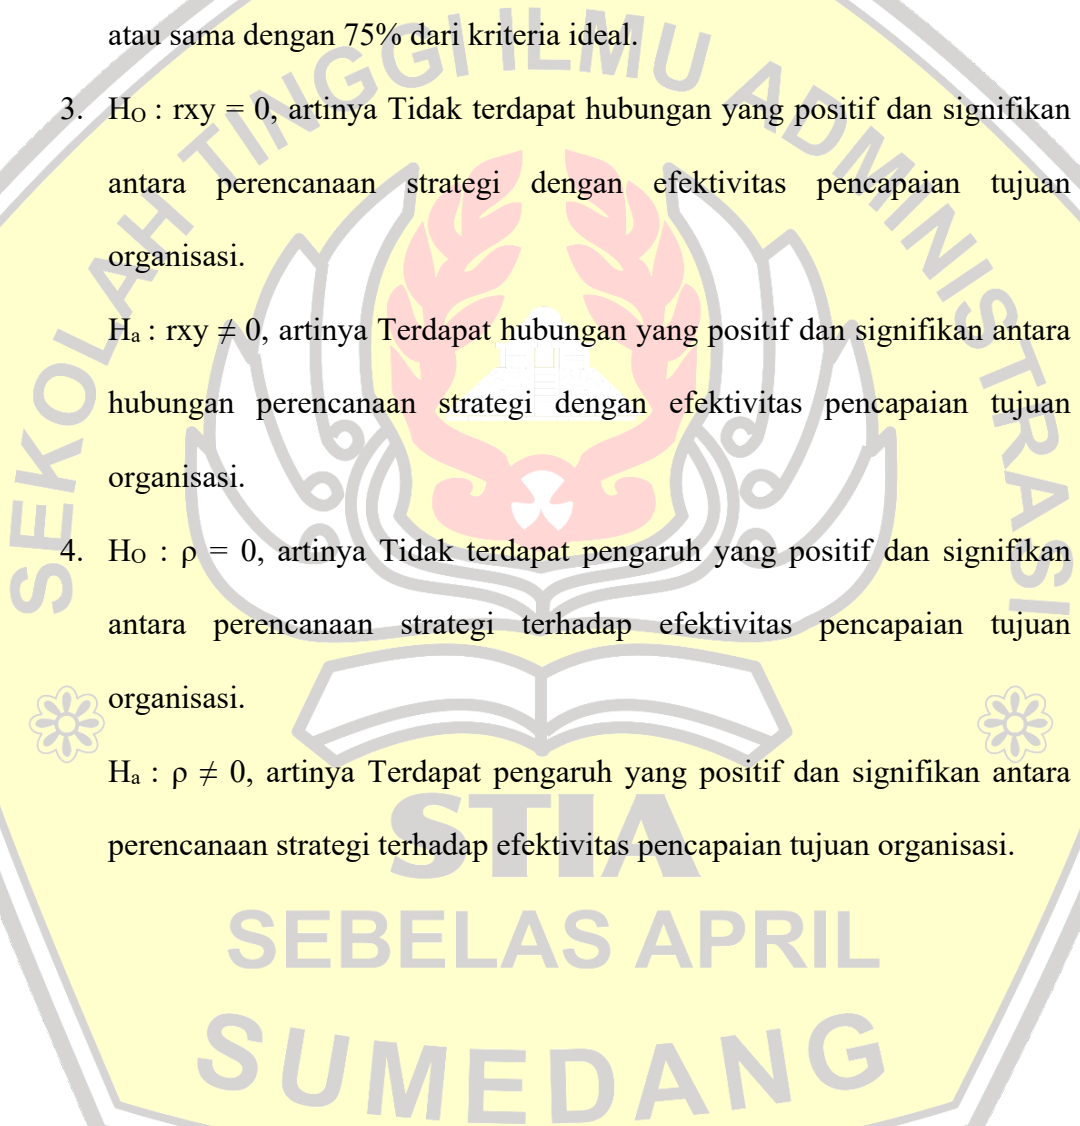 atau sama dengan 75% dari kriteria ideal.
3. H₀ : rxy = 0, artinya Tidak terdapat hubungan yang positif dan signifikan
antara perencanaan strategi dengan efektivitas pencapaian tujuan
organisasi.
Hₐ : rxy ≠ 0, artinya Terdapat hubungan yang positif dan signifikan antara
hubungan perencanaan strategi dengan efektivitas pencapaian tujuan
organisasi.
4. H₀ : ρ = 0, artinya Tidak terdapat pengaruh yang positif dan signifikan
antara perencanaan strategi terhadap efektivitas pencapaian tujuan
organisasi.
Hₐ : ρ ≠ 0, artinya Terdapat pengaruh yang positif dan signifikan antara
perencanaan strategi terhadap efektivitas pencapaian tujuan organisasi.
SEKOLAH TINGGI ILMU ADMINISTRASI
STIA
SEBELAS APRIL
SUMEDANG